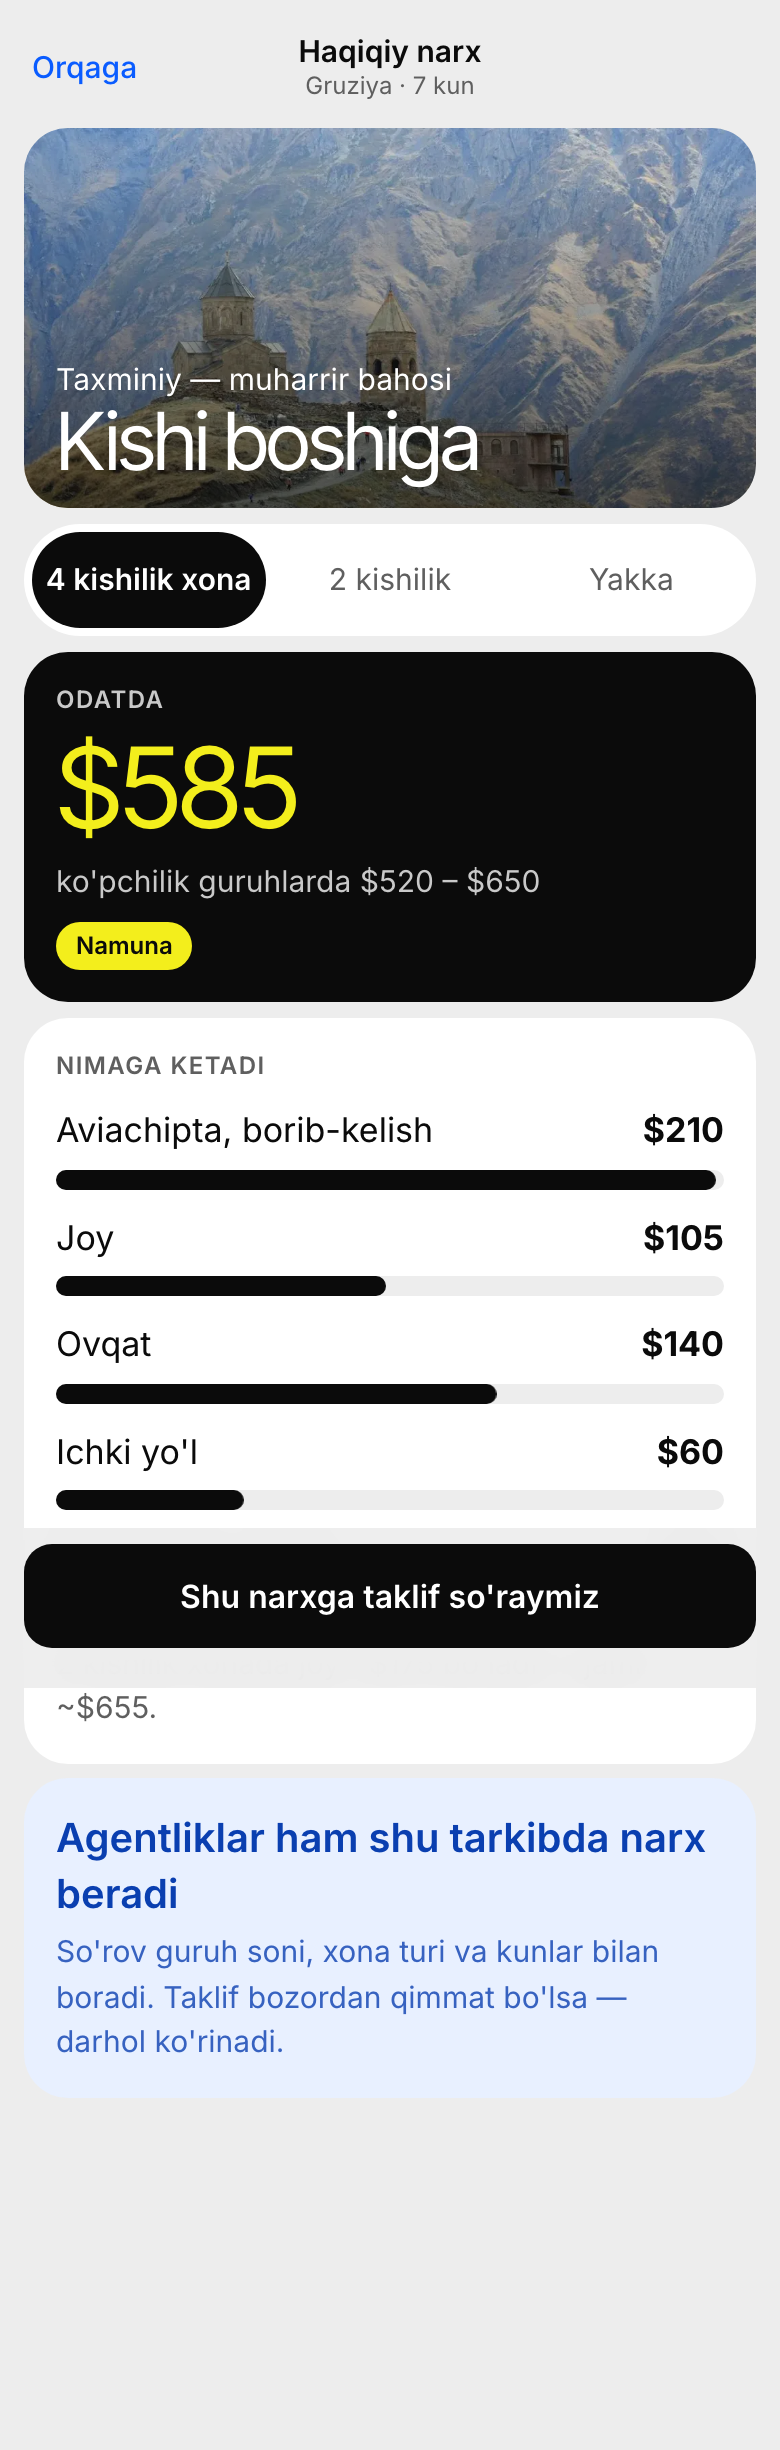 Orqaga
Haqiqiy narx
Gruziya · 7 kun
Taxminiy — muharrir bahosi
Kishi boshiga
4 kishilik xona
2 kishilik
Yakka
ODATDA
$585
ko'pchilik guruhlarda $520 – $650
Namuna
NIMAGA KETADI
Aviachipta, borib-kelish
$210
Joy
$105
Ovqat
$140
Ichki yo'l
$60
Shu narxga taklif so'raymiz
~$655.
Agentliklar ham shu tarkibda narx
beradi
So'rov guruh soni, xona turi va kunlar bilan
boradi. Taklif bozordan qimmat bo'lsa —
darhol ko'rinadi.